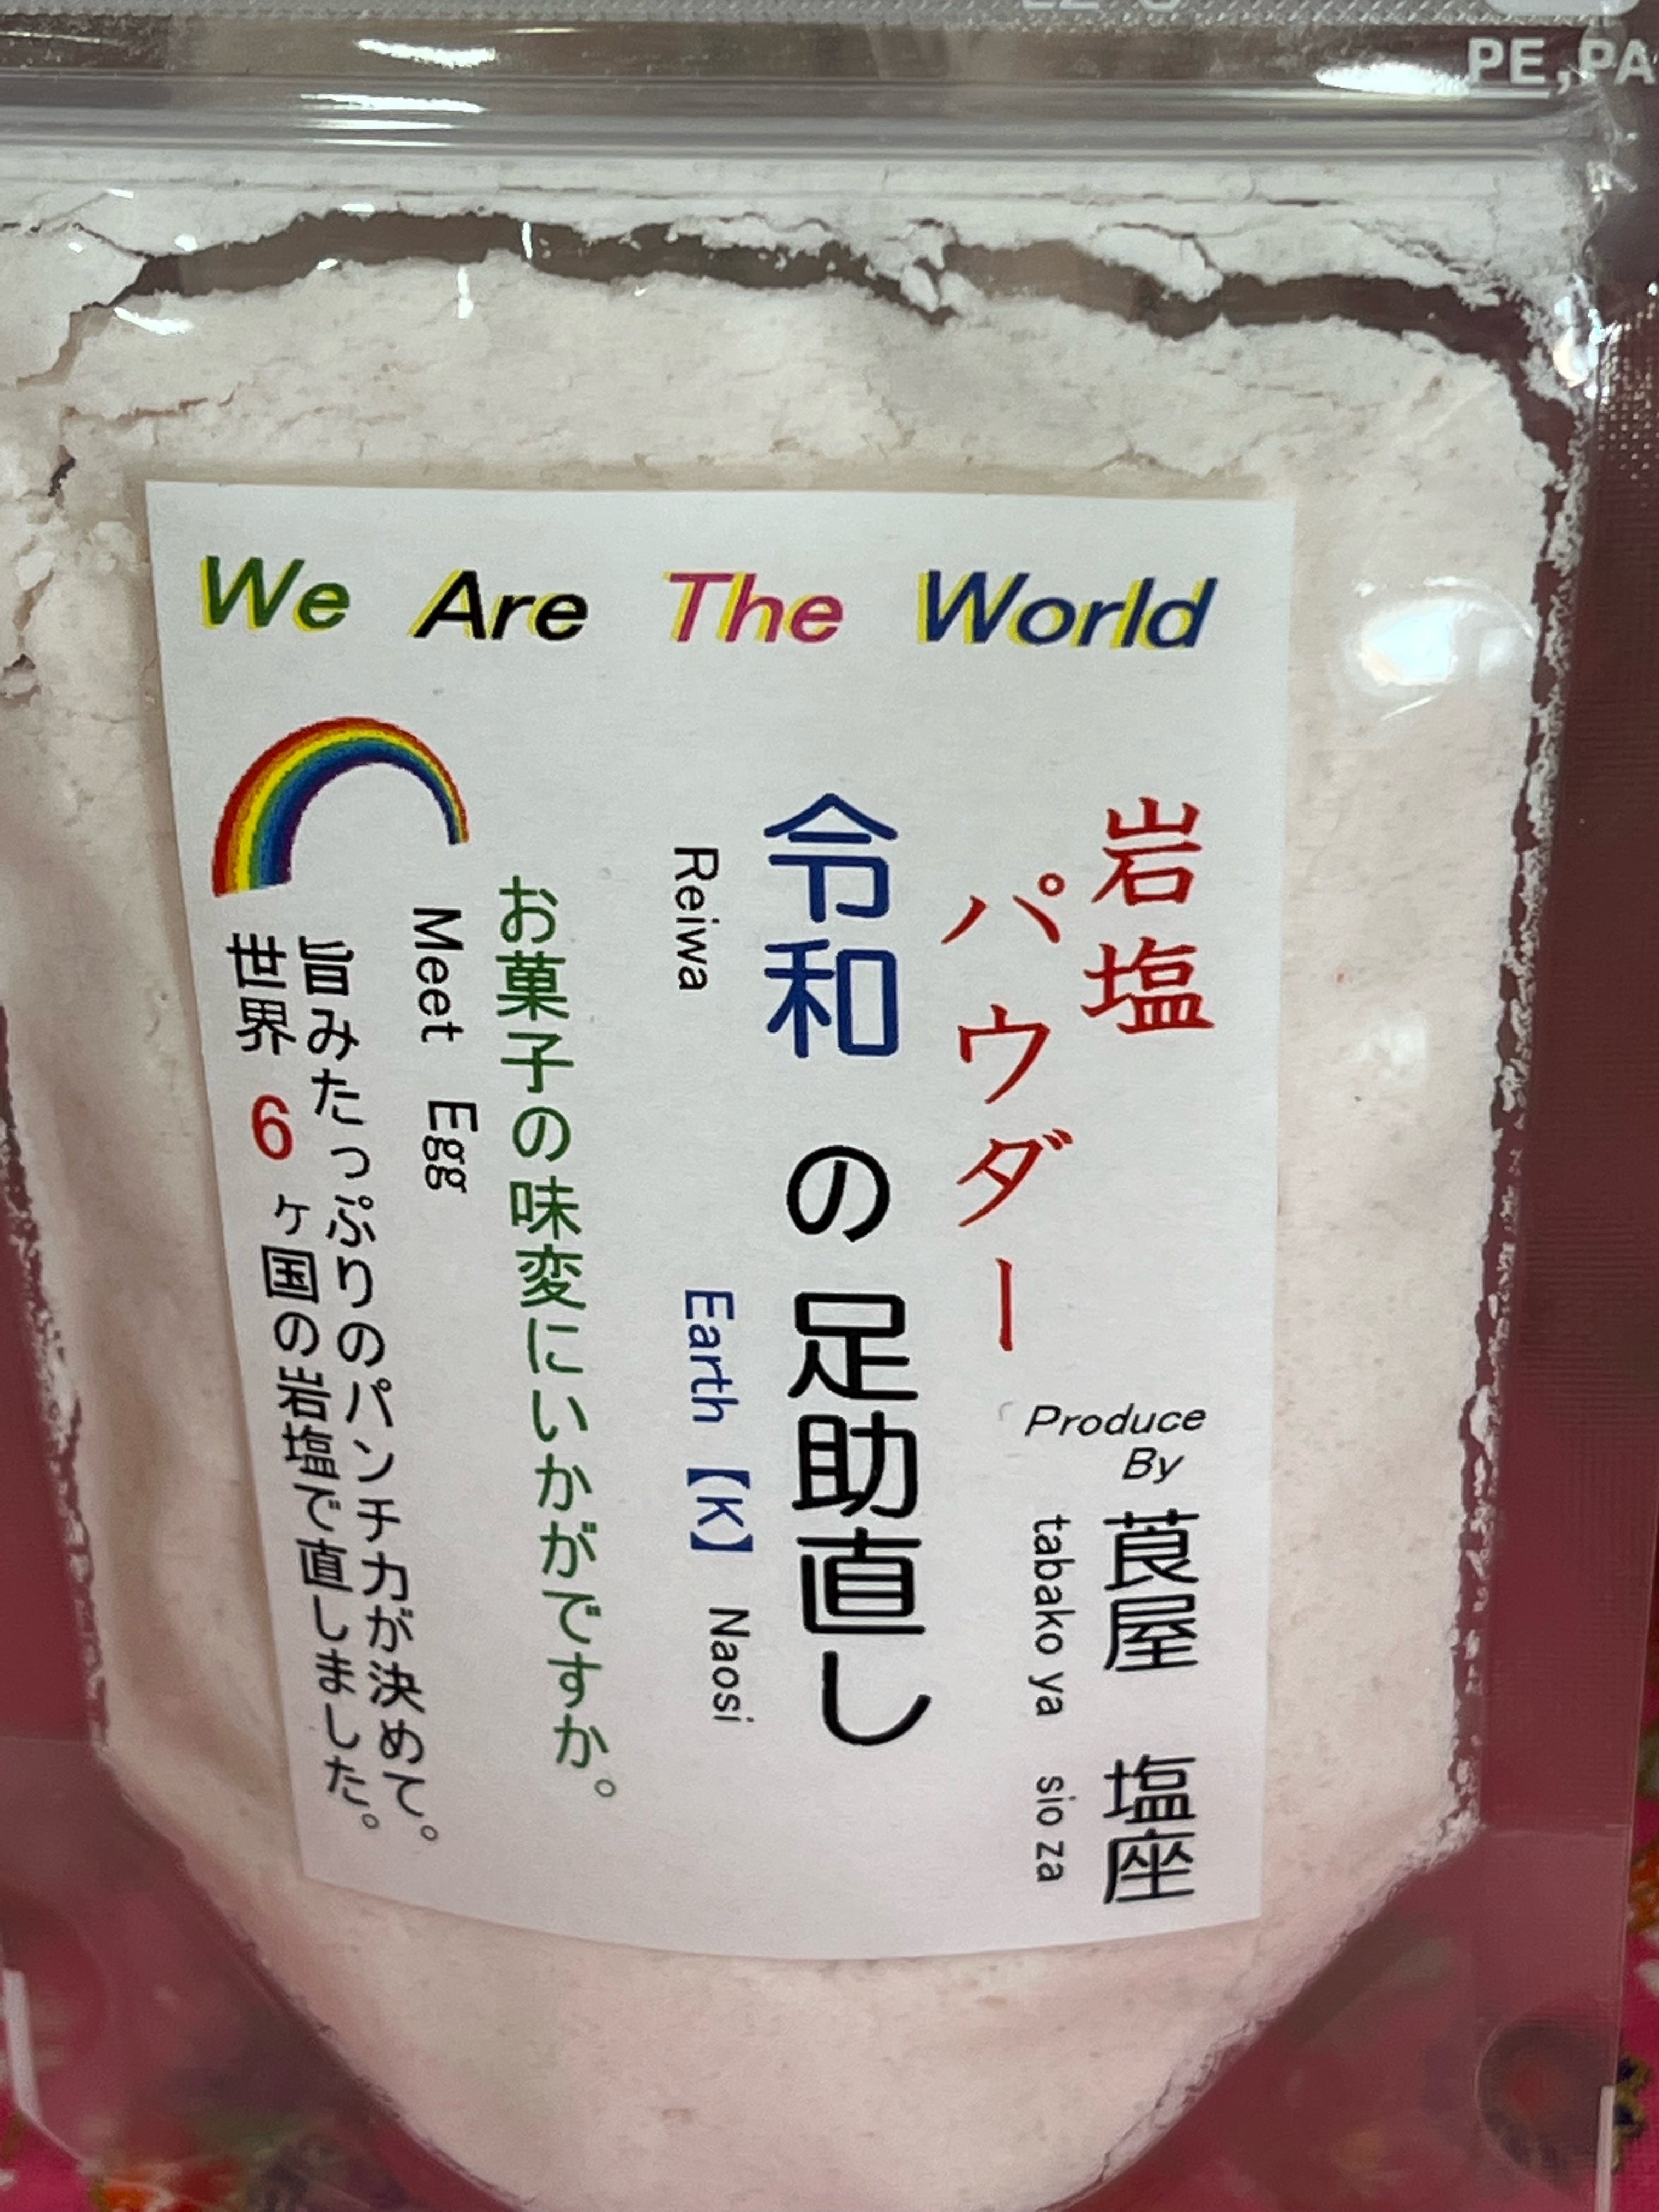 PE,PA
We Are The World
岩塩
パウダー
Produce
By
莨屋 塩座
tabako ya sio za
令和 の 足助直し
Reiwa Earth【K】 Naosi
お菓子の味変にいかがですか。
Meet Egg
旨みたっぷりのパンチ力が決めて。
世界 6 ヶ国の岩塩で直しました。